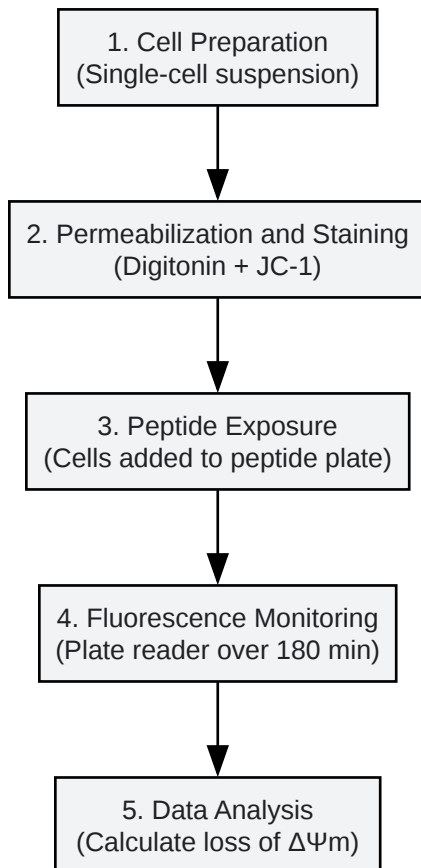 1. Cell Preparation
(Single-cell suspension)
2. Permeabilization and Staining
(Digitonin + JC-1)
3. Peptide Exposure
(Cells added to peptide plate)
4. Fluorescence Monitoring
(Plate reader over 180 min)
5. Data Analysis
(Calculate loss of ΔΨm)